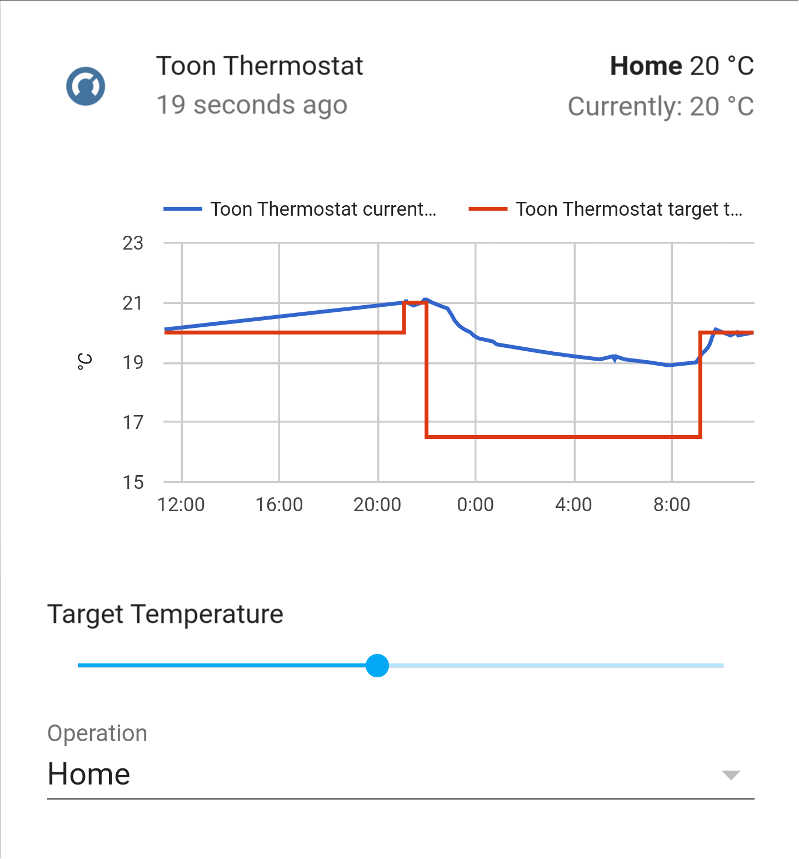 Toon Thermostat
Home 20 °C
19 seconds ago
Currently: 20 °C
Toon Thermostat current...
Toon Thermostat target t...
23
21
19
17
15
°C
12:00 16:00 20:00 0:00 4:00 8:00
Target Temperature
Operation
Home